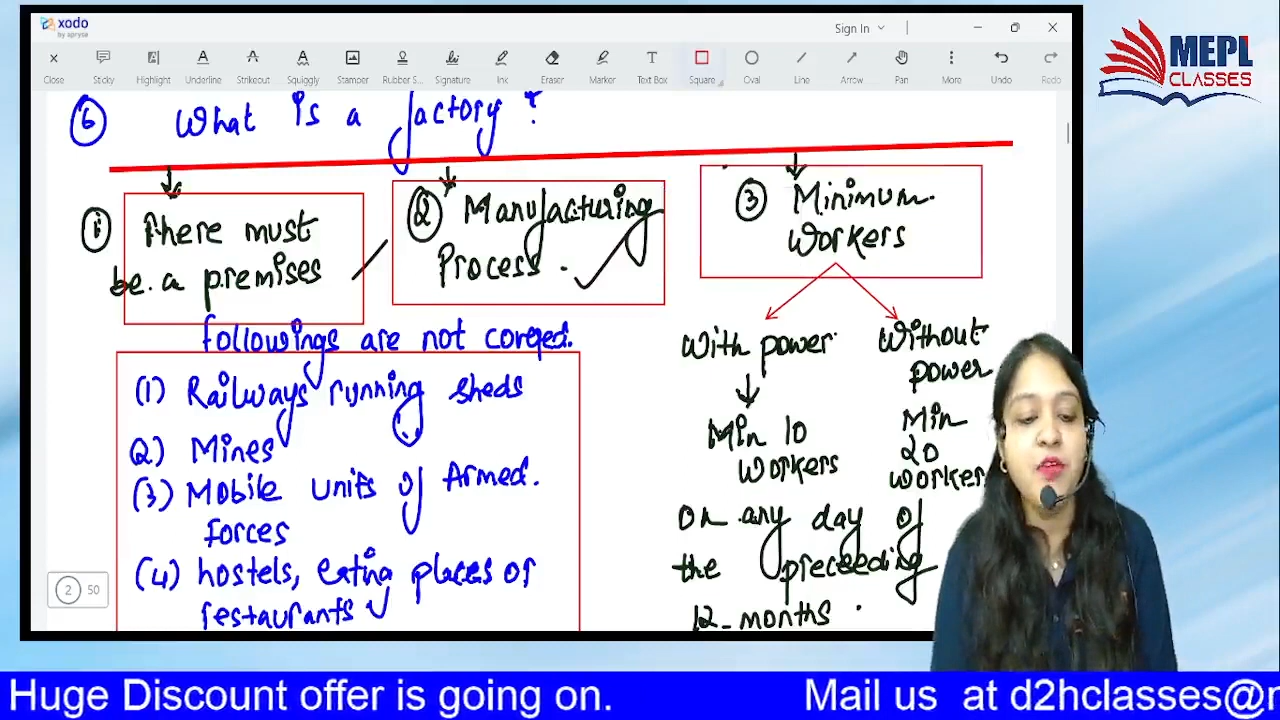 xodo
by apryse
Sign In
Close Sticky Highlight Underline Strikeout Squiggly Stamper Rubber S... Signature Ink Eraser Marker Text Box Square Oval Line Arrow Pan More Undo Redo
MEPL
CLASSES
6 What is a factory?
1 There must
be a premises
2 Manufacturing
Process.
3 Minimum
Workers
followings are not
(1) Railways running sheds
2) Mines
(3) Mobile units of Armed.
forces
(4) hostels, eating places or
restaurants
With power
Min 10
workers
Without
power
Min
20
worker
on any day of
the preceeding
12-months.
2 50
Huge Discount offer is going on. Mail us at d2hclasses@